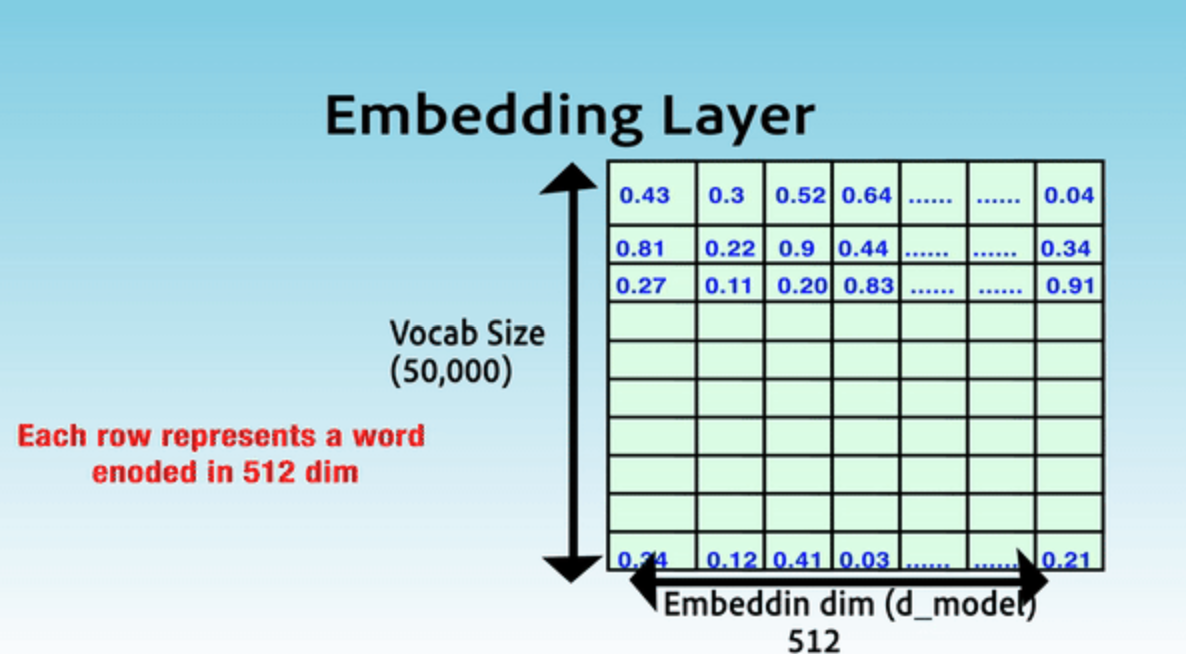 Embedding Layer
0.43 0.3 0.52 0.64 ...... ...... 0.04
0.81 0.22 0.9 0.44 ...... ...... 0.34
0.27 0.11 0.20 0.83 ...... ...... 0.91
Vocab Size
(50,000)
Each row represents a word
enoded in 512 dim
0.34 0.12 0.41 0.03 ...... ...... 0.21
Embeddin dim (d_model)
512